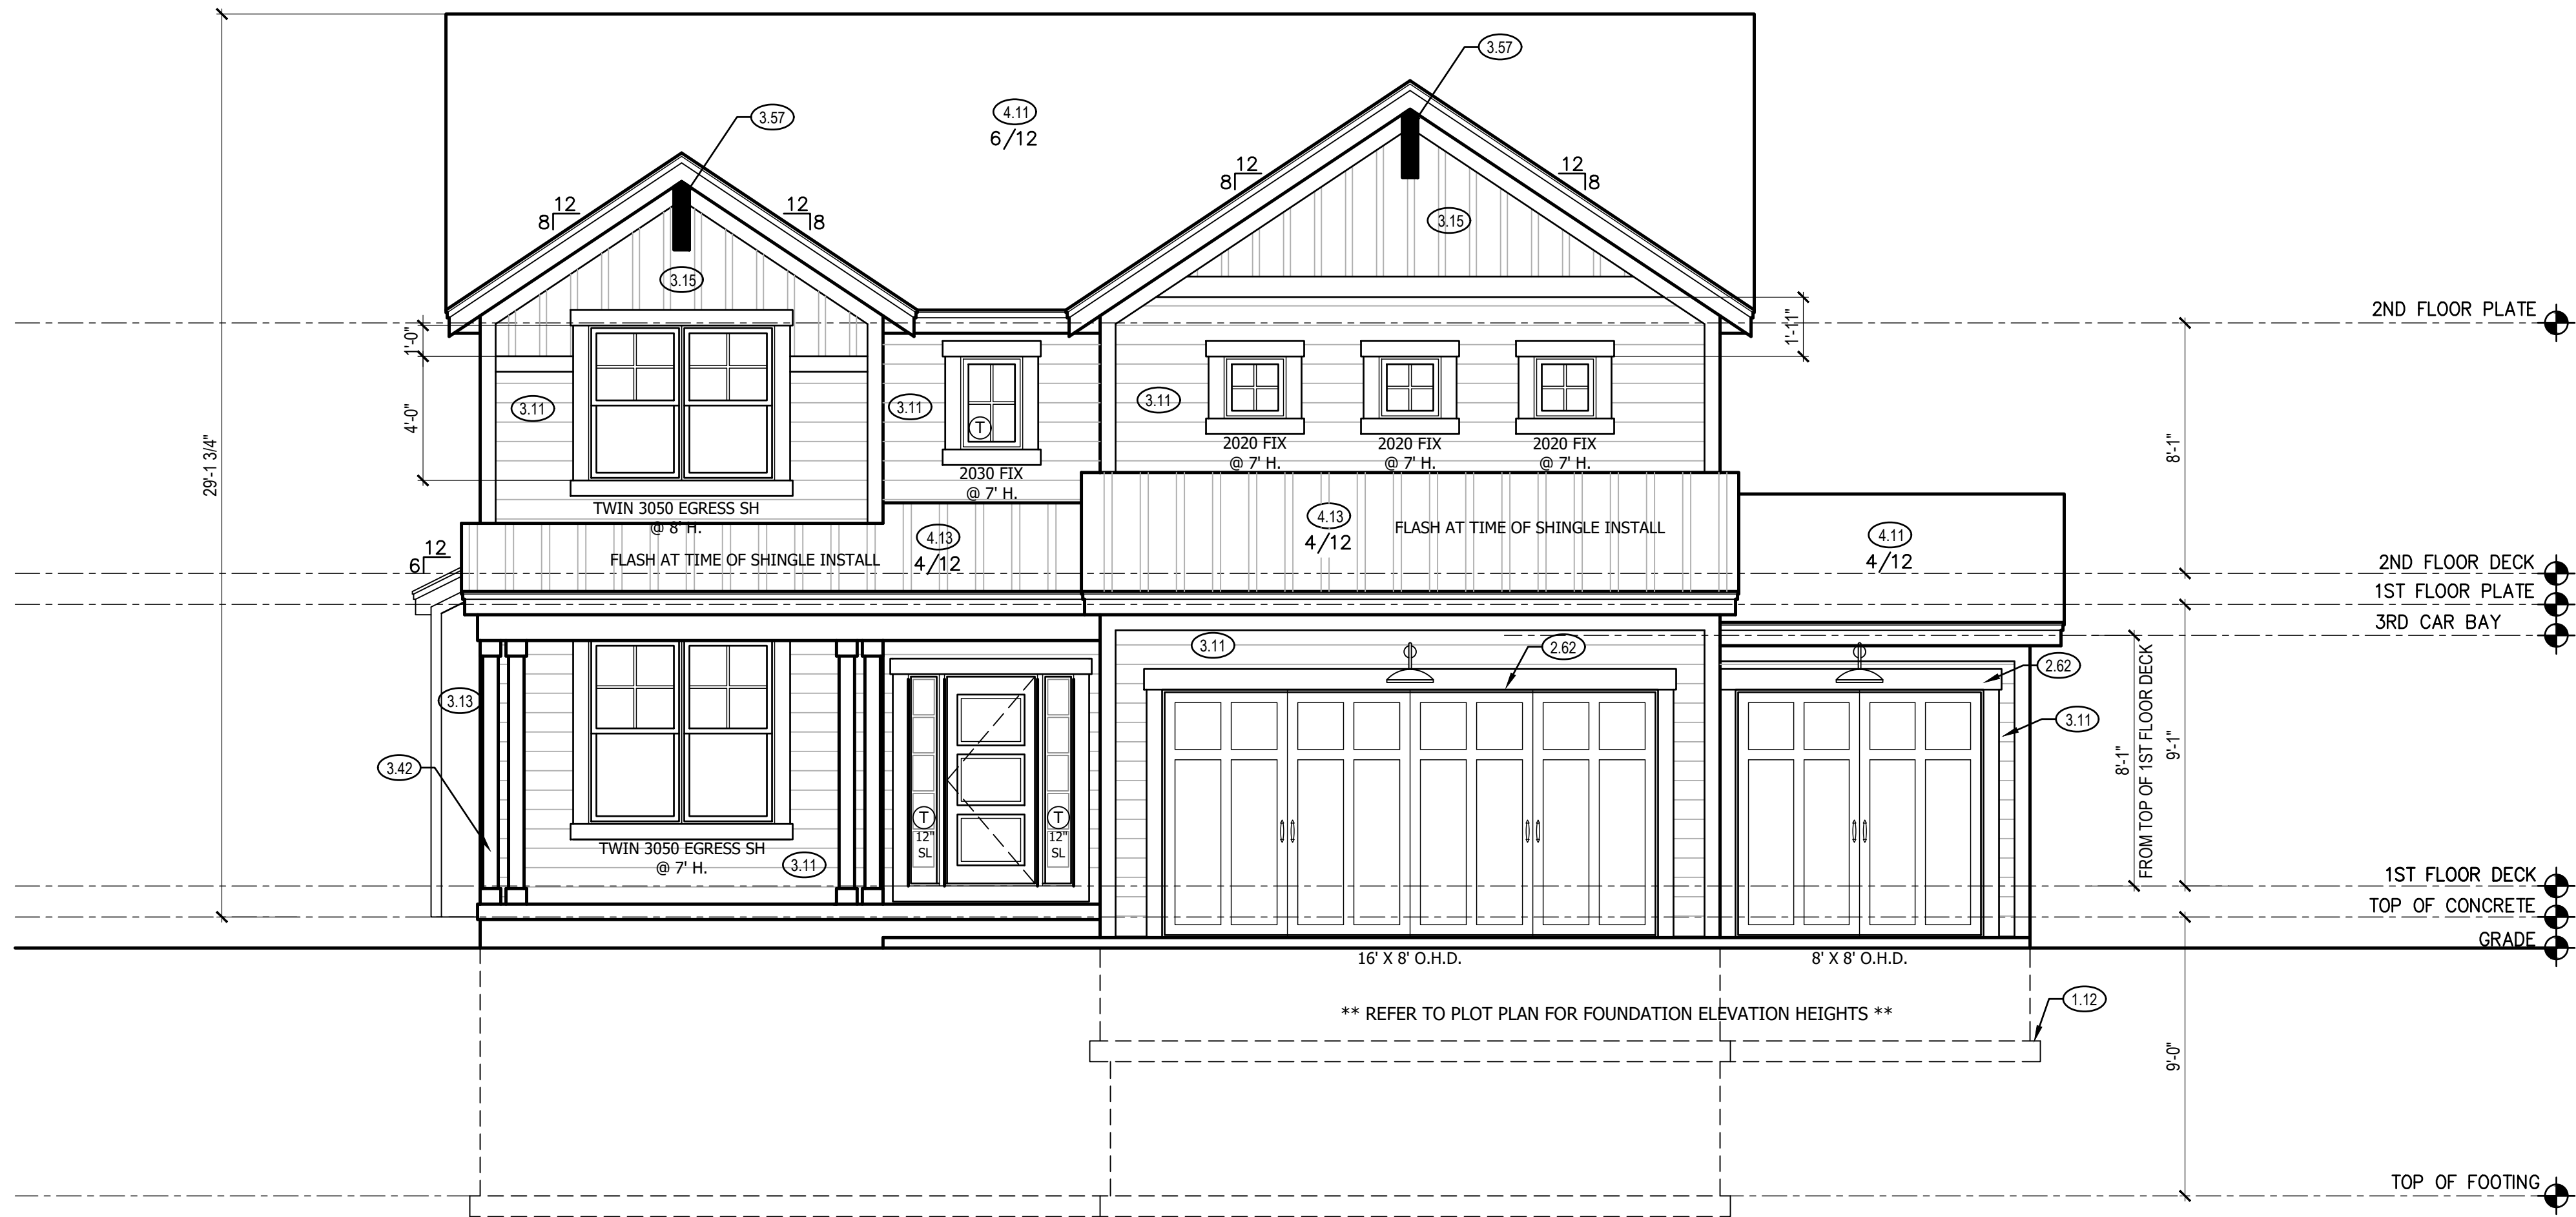 3.57
3.57
4.11
6/12
12
8
12
8
12
8
12
8
3.15
3.15
2ND FLOOR PLATE
1'-0"
1'-11"
4'-0"
3.11
3.11
3.11
T
2020 FIX
@ 7' H.
2020 FIX
@ 7' H.
2020 FIX
@ 7' H.
2030 FIX
@ 7' H.
29'-1 3/4"
8'-1"
TWIN 3050 EGRESS SH
@ 8' H.
4.13
4/12
FLASH AT TIME OF SHINGLE INSTALL
4.13
4/12
FLASH AT TIME OF SHINGLE INSTALL
4.11
4/12
12
6
2ND FLOOR DECK
1ST FLOOR PLATE
3RD CAR BAY
3.11
2.62
2.62
3.13
3.11
3.42
8'-1"
FROM TOP OF 1ST FLOOR DECK
9'-1"
T
12"
SL
T
12"
SL
TWIN 3050 EGRESS SH
@ 7' H.
3.11
1ST FLOOR DECK
TOP OF CONCRETE
GRADE
16' X 8' O.H.D.
8' X 8' O.H.D.
** REFER TO PLOT PLAN FOR FOUNDATION ELEVATION HEIGHTS **
1.12
9'-0"
TOP OF FOOTING